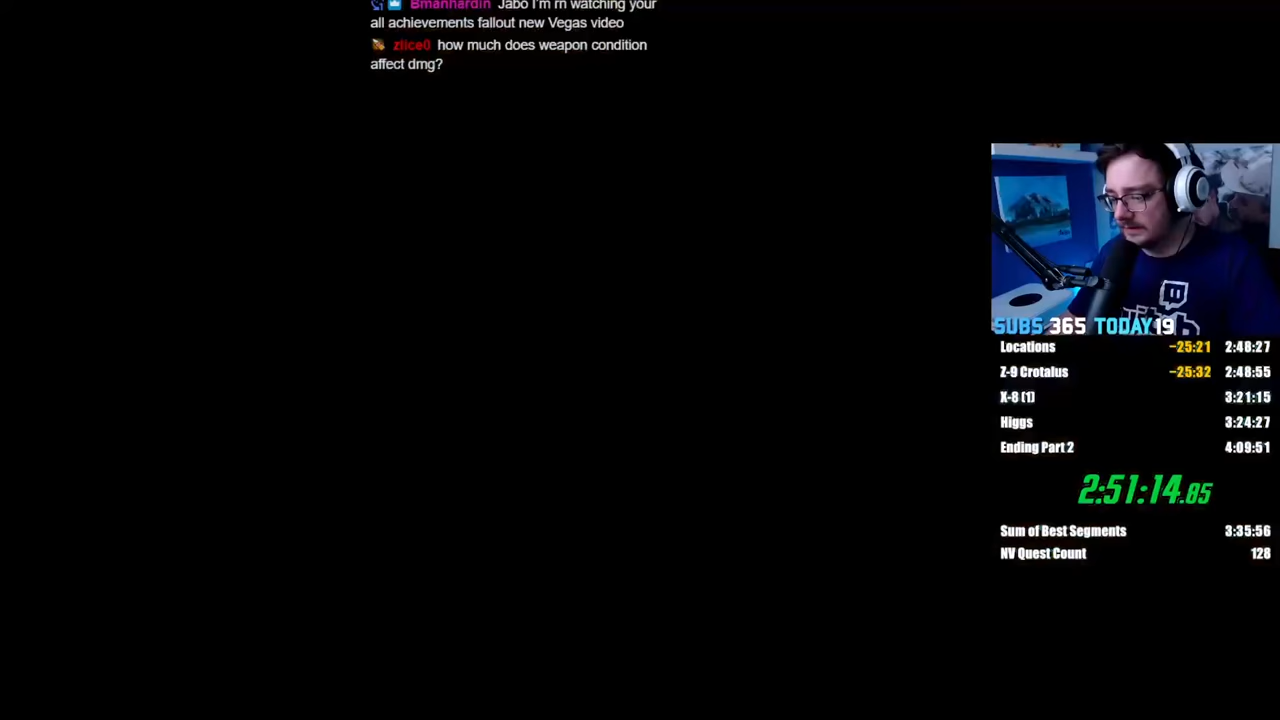 Bmanhardin Jabo I'm rn watching your
all achievements fallout new Vegas video
zlice0 how much does weapon condition
affect dmg?
SUBS 365 TODAY 19
Locations -25:21 2:48:27
Z-9 Crotalus -25:32 2:48:55
X-8 (1) 3:21:15
Higgs 3:24:27
Ending Part 2 4:09:51
2:51:14.85
Sum of Best Segments 3:35:56
NV Quest Count 128